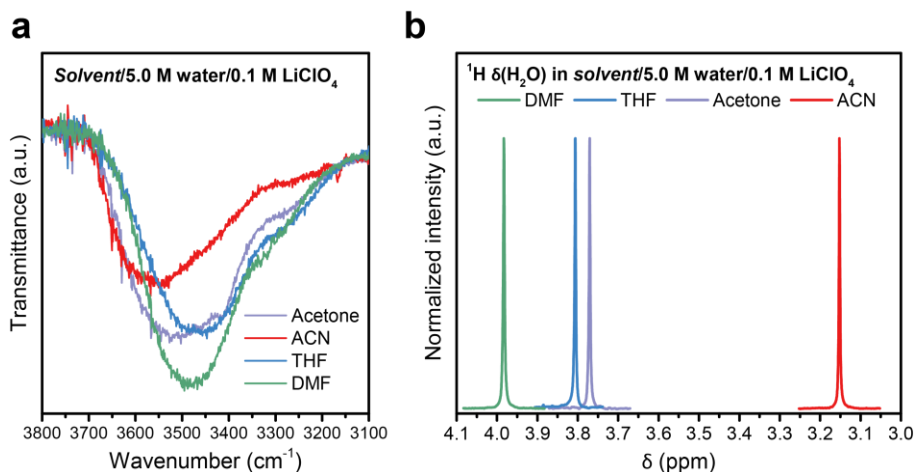 a
Solvent/5.0 M water/0.1 M LiClO₄
Transmittance (a.u.)
Acetone
ACN
THF
DMF
3800 3700 3600 3500 3400 3300 3200 3100
Wavenumber (cm⁻¹)
b
¹H δ(H₂O) in solvent/5.0 M water/0.1 M LiClO₄
DMF THF Acetone ACN
Normalized intensity (a.u.)
4.1 4.0 3.9 3.8 3.7 3.6 3.5 3.4 3.3 3.2 3.1 3.0
δ (ppm)